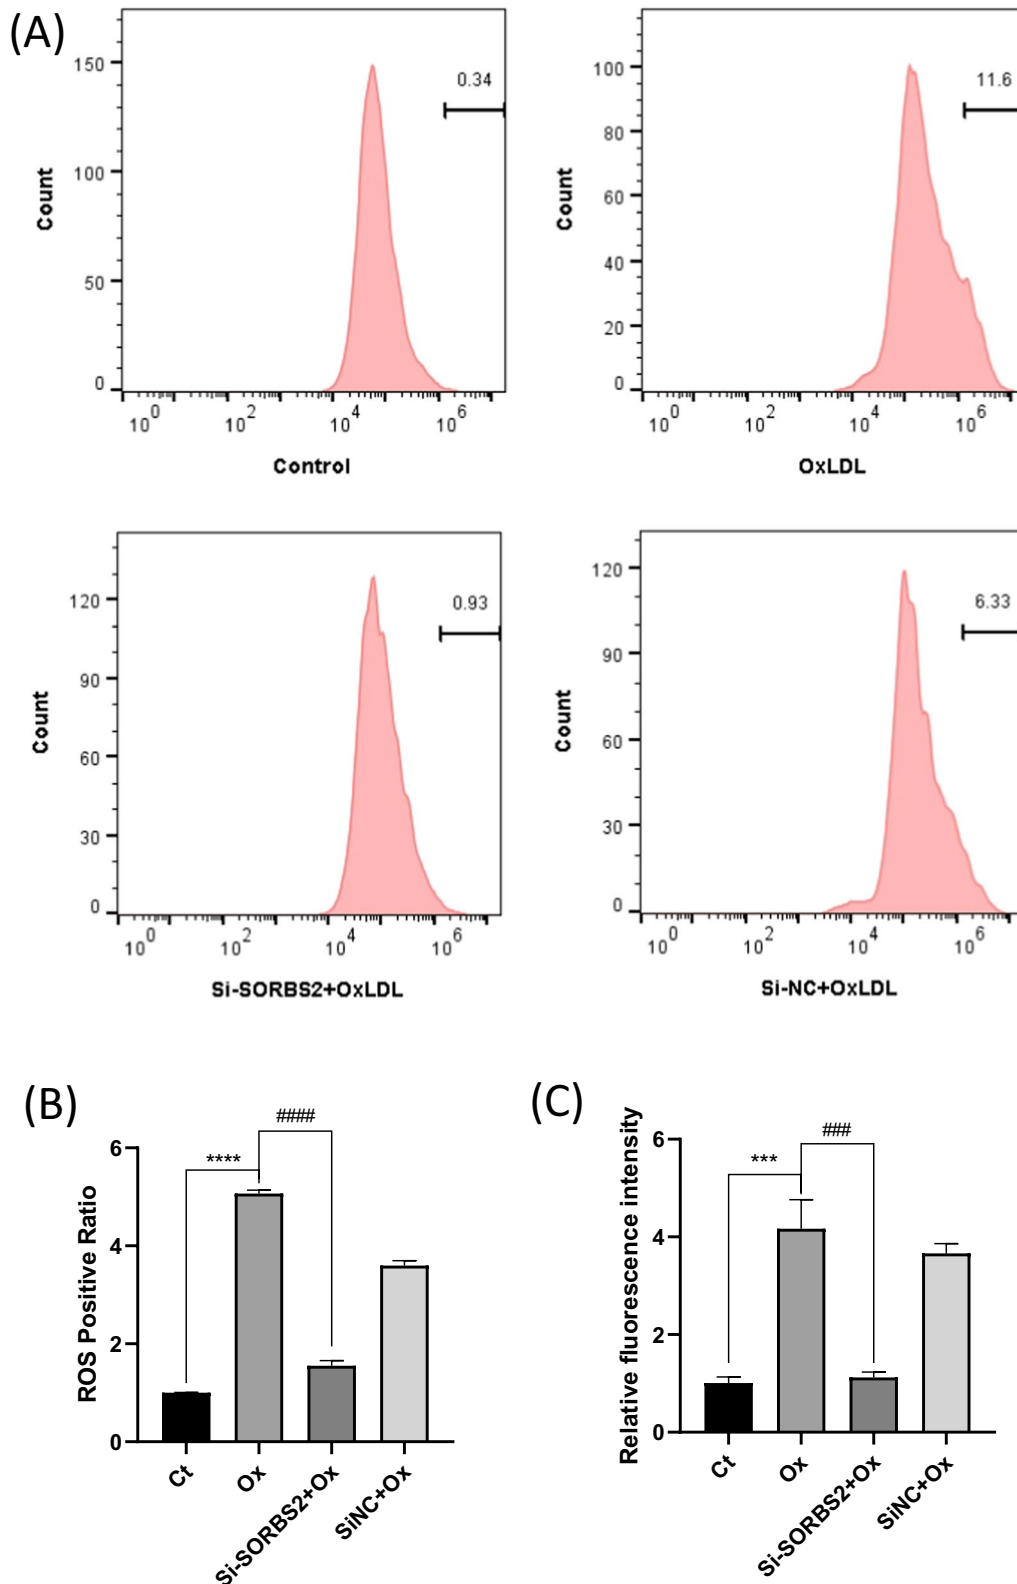 (A)
150
100
50
0
Count
0.34
10^0 10^2 10^4 10^6
Control
100
80
60
40
20
0
Count
11.6
10^0 10^2 10^4 10^6
OxLDL
120
90
60
30
0
Count
0.93
10^0 10^2 10^4 10^6
Si-SORBS2+OxLDL
120
90
60
30
0
Count
6.33
10^0 10^2 10^4 10^6
Si-NC+OxLDL
(B)
####
****
6
4
2
0
ROS Positive Ratio
Ct
Ox
Si-SORBS2+Ox
SiNC+Ox
(C)
###
***
6
4
2
0
Relative fluorescence intensity
Ct
Ox
Si-SORBS2+Ox
SiNC+Ox